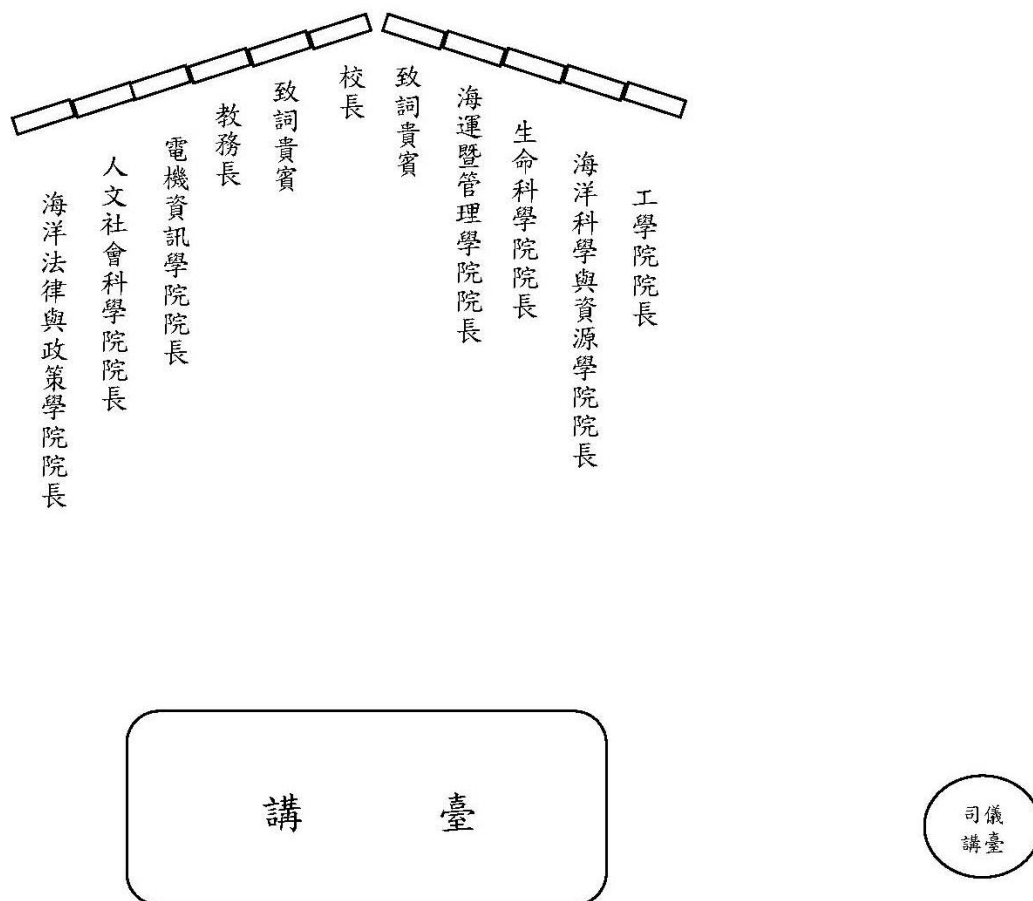 海洋法律與政策學院院長
人文社會科學院院長
電機資訊學院院長
教務長
致詞貴賓
校長
致詞貴賓
海運暨管理學院院長
生命科學院院長
海洋科學與資源學院院長
工學院院長
講 臺
司儀
講臺